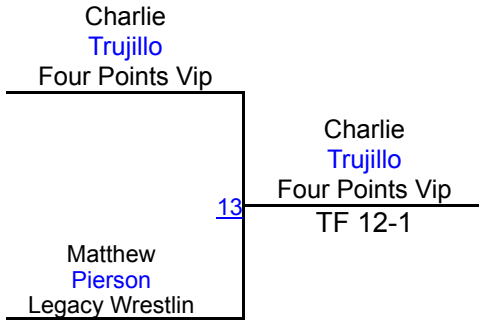 Charlie
Trujillo
Four Points Vip
Charlie
Trujillo
Four Points Vip
13
TF 12-1
Matthew
Pierson
Legacy Wrestlin